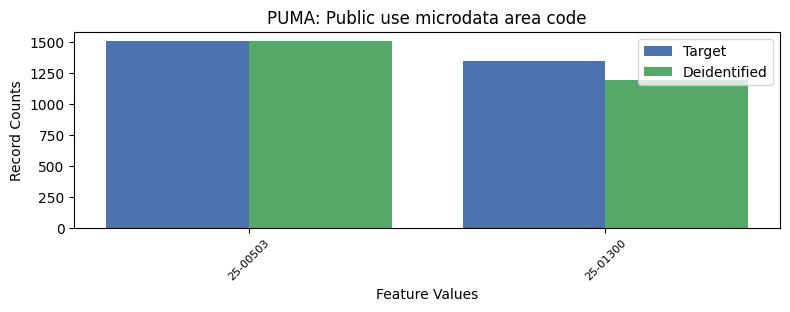 PUMA: Public use microdata area code
Target
Deidentified
Record Counts
1500
1250
1000
750
500
250
0
25-00503
25-01300
Feature Values